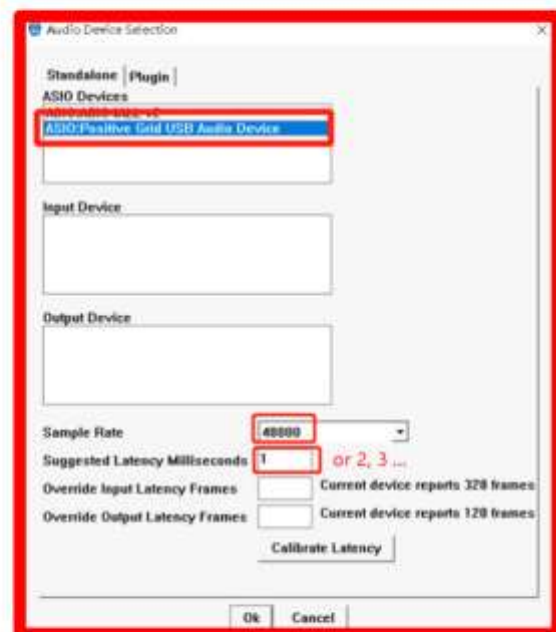 Audio Device Selection
Standalone
Plugin
ASIO Devices
ASIO:Positive Grid USB Audio Device
Input Device
Output Device
Sample Rate
48000
Suggested Latency Milliseconds
1
or 2, 3 ...
Override Input Latency Frames
Current device reports 320 frames
Override Output Latency Frames
Current device reports 120 frames
Calibrate Latency
Ok
Cancel